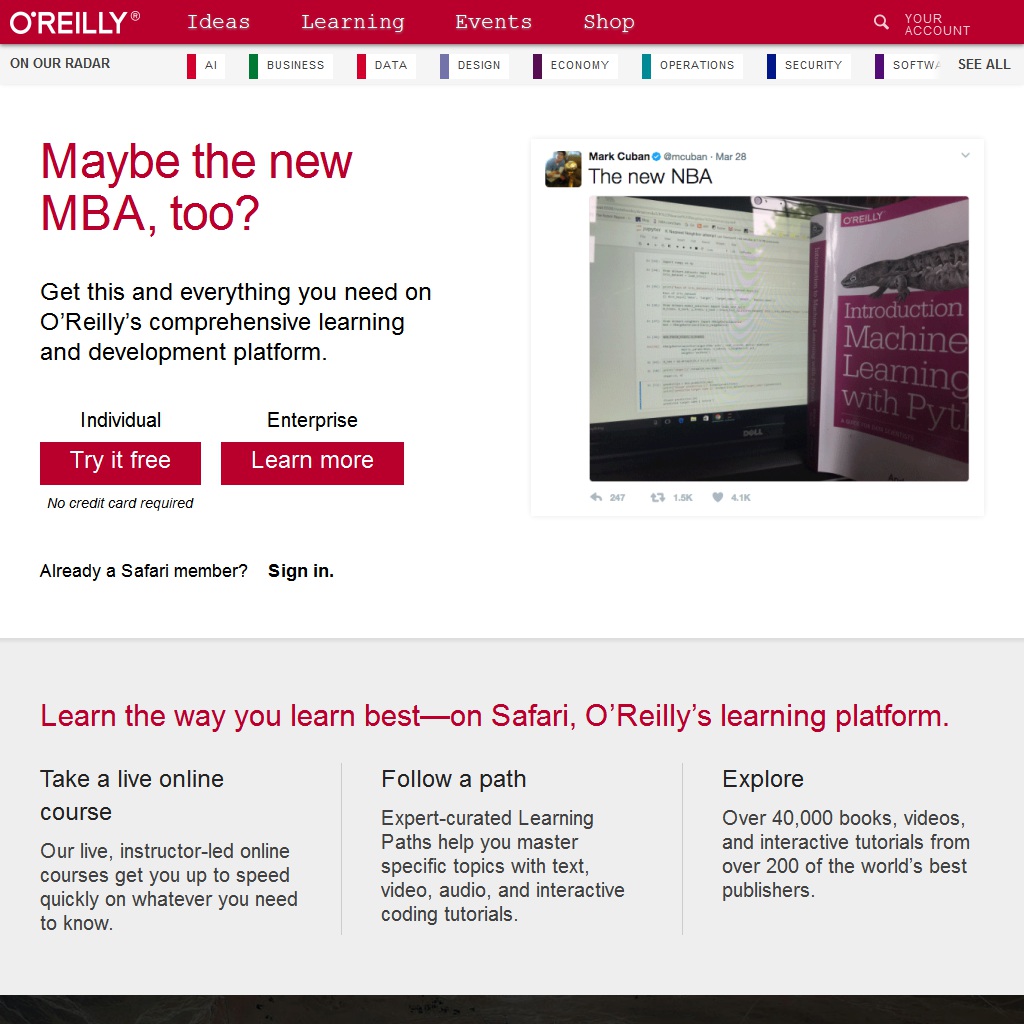 O'REILLY®
Ideas
Learning
Events
Shop
YOUR
ACCOUNT
ON OUR RADAR
AI
BUSINESS
DATA
DESIGN
ECONOMY
OPERATIONS
SECURITY
SOFTWA
SEE ALL
Maybe the new
MBA, too?
Get this and everything you need on
O’Reilly’s comprehensive learning
and development platform.
Individual
Enterprise
Try it free
Learn more
No credit card required
Already a Safari member? Sign in.
Mark Cuban @mcuban · Mar 28
The new NBA
O'REILLY
Introduction
Machine
Learning
with Pyth
DELL
247
1.5K
4.1K
Learn the way you learn best—on Safari, O’Reilly’s learning platform.
Take a live online
course
Our live, instructor-led online
courses get you up to speed
quickly on whatever you need
to know.
Follow a path
Expert-curated Learning
Paths help you master
specific topics with text,
video, audio, and interactive
coding tutorials.
Explore
Over 40,000 books, videos,
and interactive tutorials from
over 200 of the world’s best
publishers.